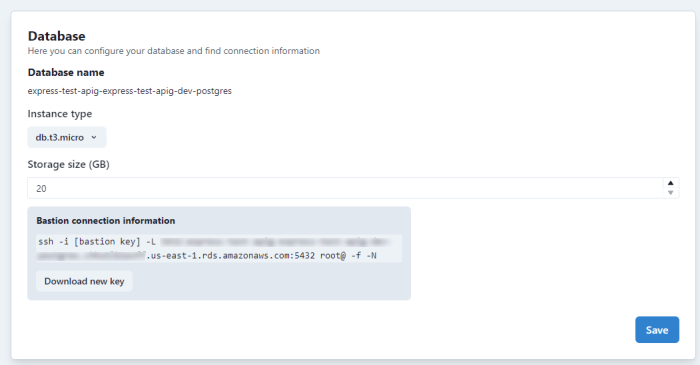 Database
Here you can configure your database and find connection information
Database name
express-test-apig-express-test-apig-dev-postgres
Instance type
db.t3.micro
Storage size (GB)
20
Bastion connection information
ssh -i [bastion key] -L
.us-east-1.rds.amazonaws.com:5432 root@ -f -N
Download new key
Save